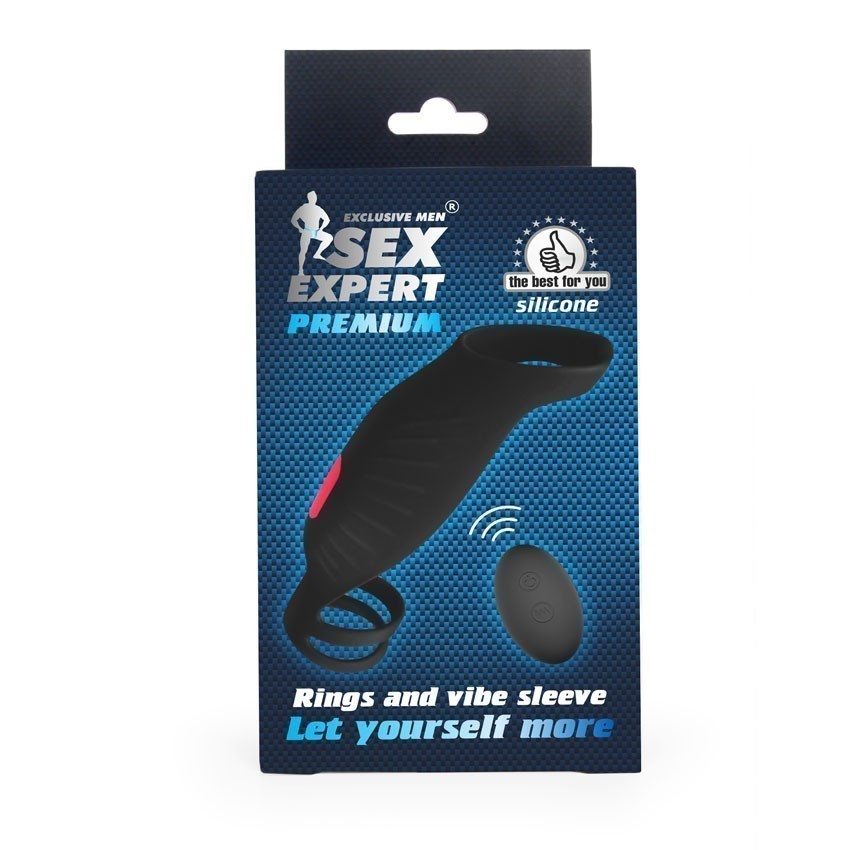 EXCLUSIVE MEN ®
SEX
EXPERT
PREMIUM
the best for you
silicone
Rings and vibe sleeve
Let yourself more